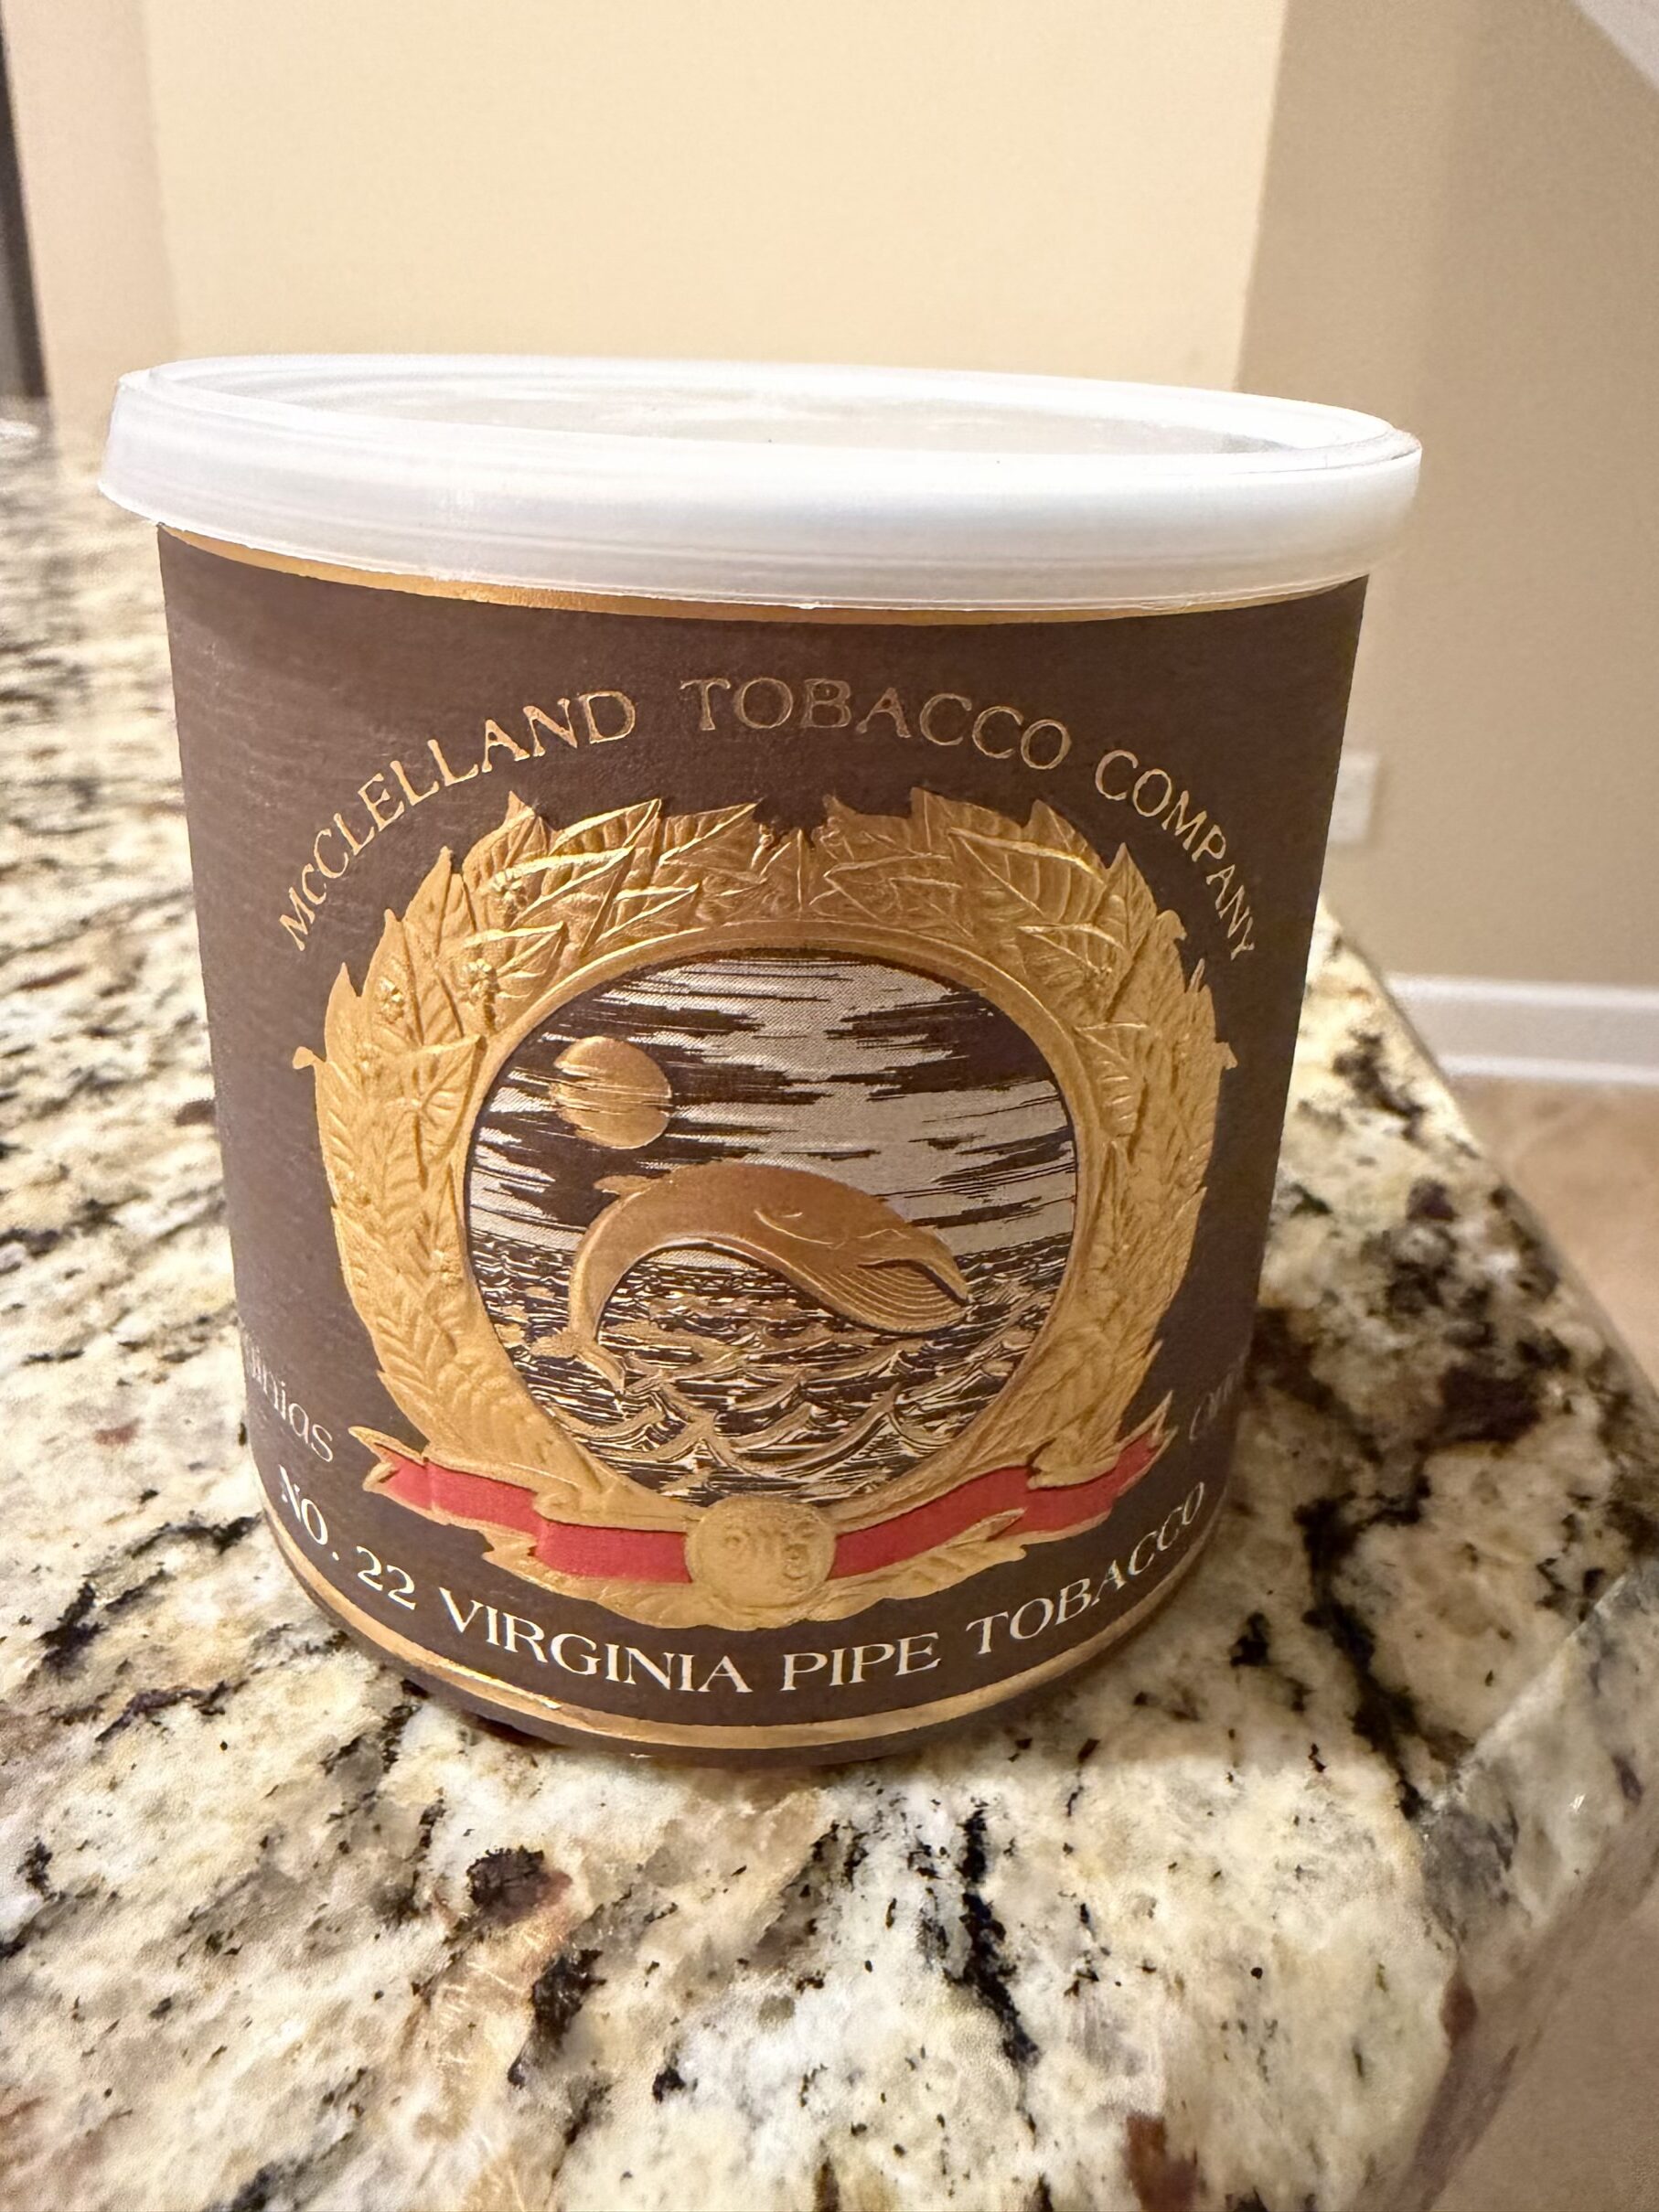 McCLELLAND TOBACCO COMPANY
NO. 22 VIRGINIA PIPE TOBACCO